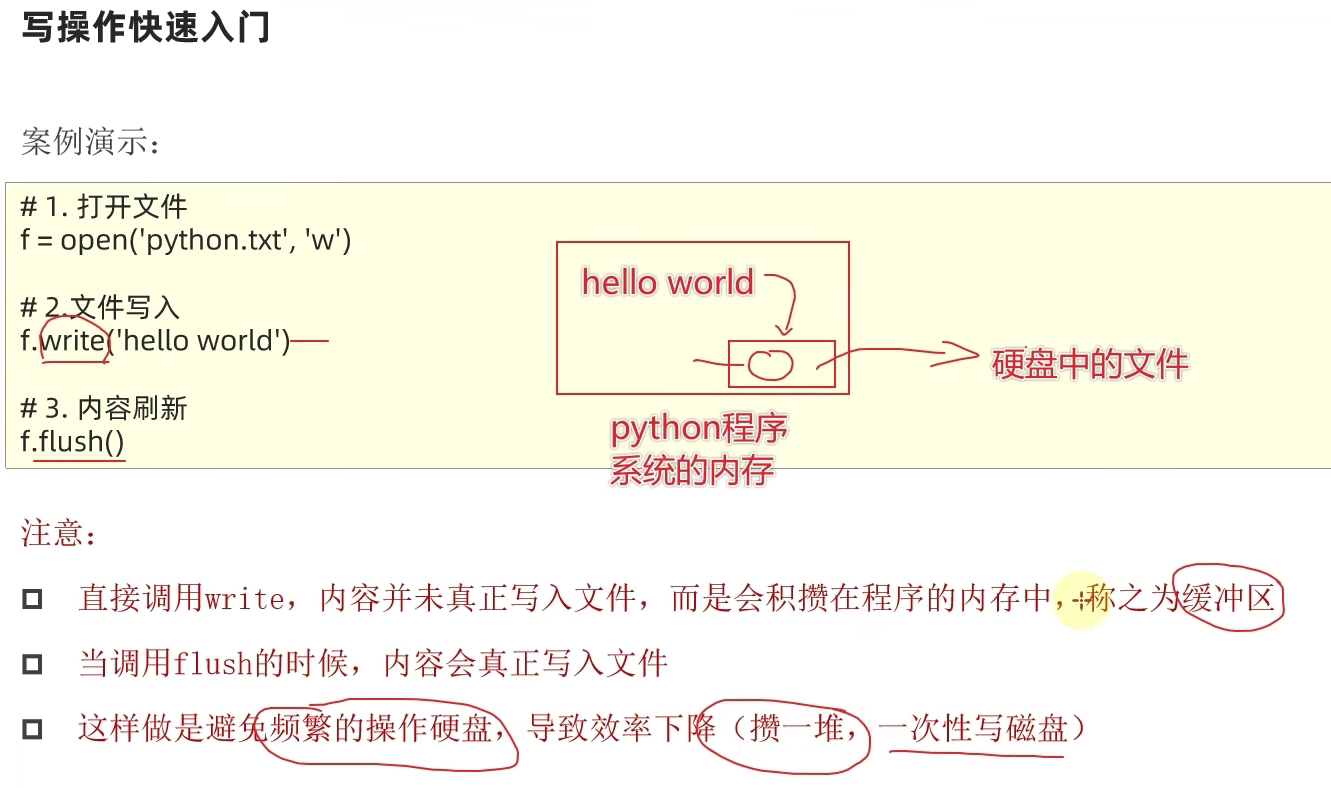 写操作快速入门
案例演示：
# 1. 打开文件
f = open('python.txt', 'w')
# 2.文件写入
f.write('hello world')
# 3. 内容刷新
f.flush()
hello world
硬盘中的文件
python程序
系统的内存
注意：
直接调用write，内容并未真正写入文件，而是会积攒在程序的内存中，称之为缓冲区
当调用flush的时候，内容会真正写入文件
这样做是避免频繁的操作硬盘，导致效率下降（攒一堆，一次性写磁盘）